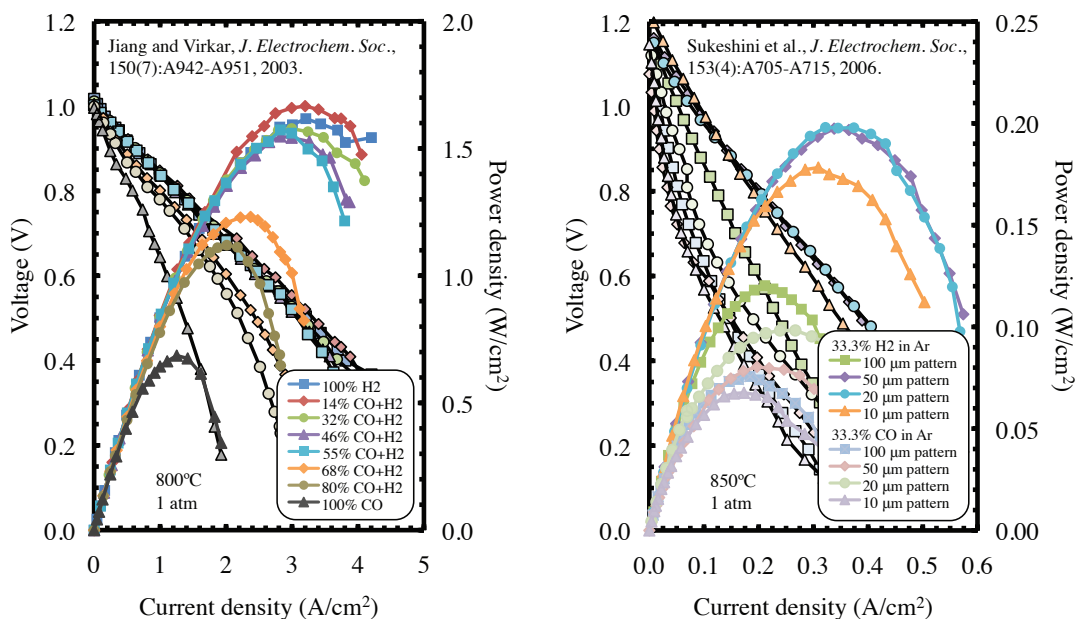 Jiang and Virkar, J. Electrochem. Soc.,
150(7):A942-A951, 2003.
Voltage (V)
1.2
1.0
0.8
0.6
0.4
0.2
0.0
Power density (W/cm²)
2.0
1.5
1.0
0.5
0.0
100% H2
14% CO+H2
32% CO+H2
46% CO+H2
55% CO+H2
68% CO+H2
80% CO+H2
100% CO
800ºC
1 atm
0 1 2 3 4 5
Current density (A/cm²)
Sukeshini et al., J. Electrochem. Soc.,
153(4):A705-A715, 2006.
Voltage (V)
1.2
1.0
0.8
0.6
0.4
0.2
0.0
Power density (W/cm²)
0.25
0.20
0.15
0.10
0.05
0.00
33.3% H2 in Ar
100 µm pattern
50 µm pattern
20 µm pattern
10 µm pattern
33.3% CO in Ar
100 µm pattern
50 µm pattern
20 µm pattern
10 µm pattern
850ºC
1 atm
0.0 0.1 0.2 0.3 0.4 0.5 0.6
Current density (A/cm²)